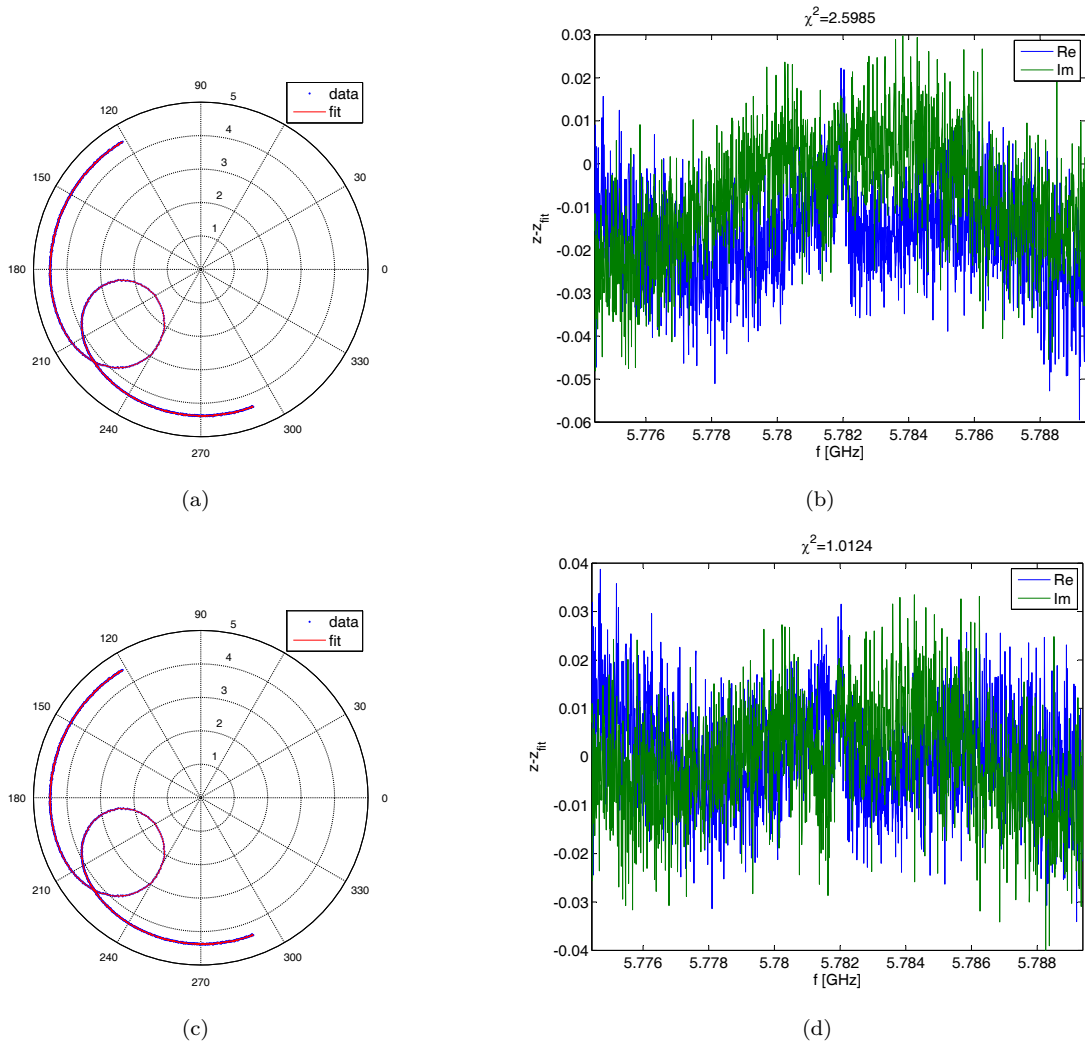 90
120
5
4
3
2
1
150
30
180
0
210
330
240
300
270
data
fit
(a)
χ²=2.5985
0.03
0.02
0.01
0
-0.01
-0.02
-0.03
-0.04
-0.05
-0.06
z-z_fit
Re
Im
5.776 5.778 5.78 5.782 5.784 5.786 5.788
f [GHz]
(b)
90
120
5
4
3
2
1
150
30
180
0
210
330
240
300
270
data
fit
(c)
χ²=1.0124
0.04
0.03
0.02
0.01
0
-0.01
-0.02
-0.03
-0.04
z-z_fit
Re
Im
5.776 5.778 5.78 5.782 5.784 5.786 5.788
f [GHz]
(d)